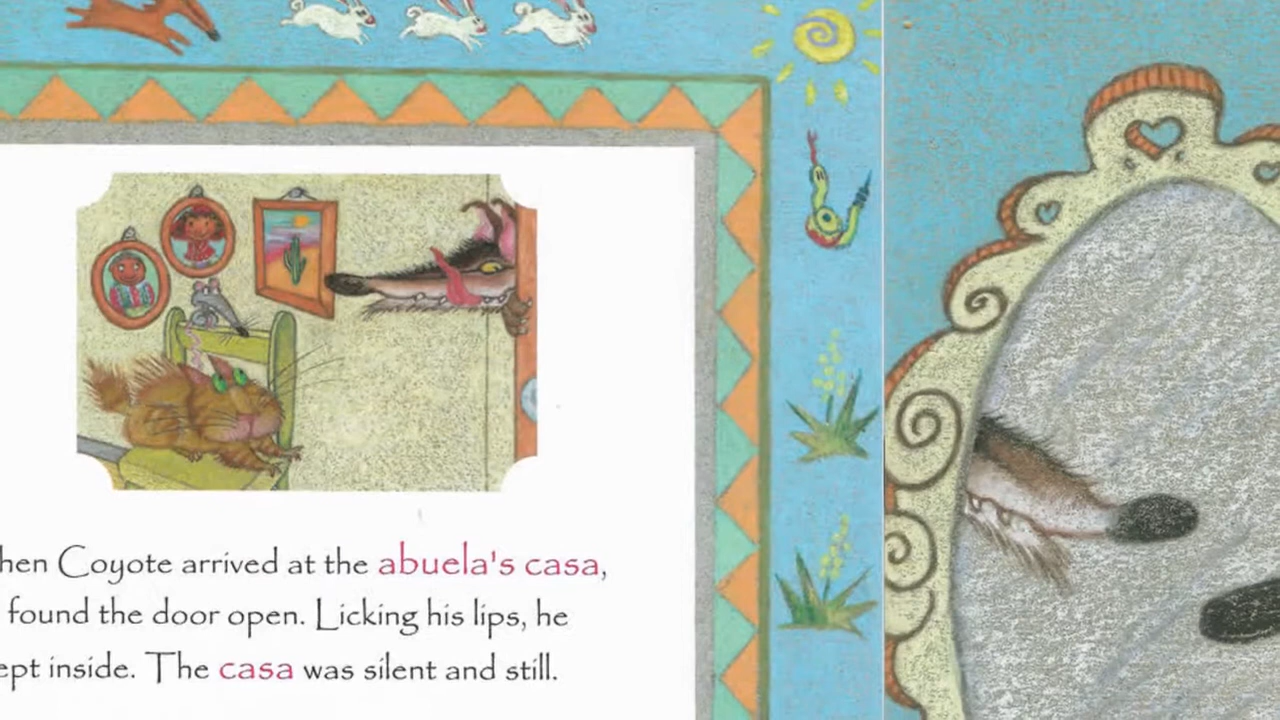 hen Coyote arrived at the abuela's casa,
found the door open. Licking his lips, he
ept inside. The casa was silent and still.